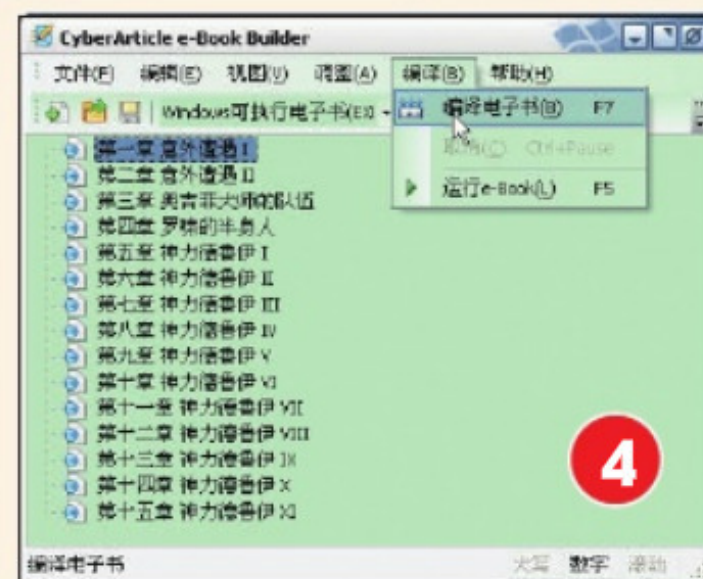 CyberArticle e-Book Builder
文件(F) 编辑(E) 视图(V) 配置(A) 编译(B) 帮助(H)
Windows可执行电子书(EX
编译电子书(B) F7
取消(C) Ctrl+Pause
运行e-Book(L) F5
第一章 意外遭遇 I
第二章 意外遭遇 II
第三章 奥吉菲大师的队伍
第四章 罗嗦的半身人
第五章 神力德鲁伊 I
第六章 神力德鲁伊 II
第七章 神力德鲁伊 III
第八章 神力德鲁伊 IV
第九章 神力德鲁伊 V
第十章 神力德鲁伊 VI
第十一章 神力德鲁伊 VII
第十二章 神力德鲁伊 VIII
第十三章 神力德鲁伊 IX
第十四章 神力德鲁伊 X
第十五章 神力德鲁伊 XI
4
编译电子书 大写 数字 滚动